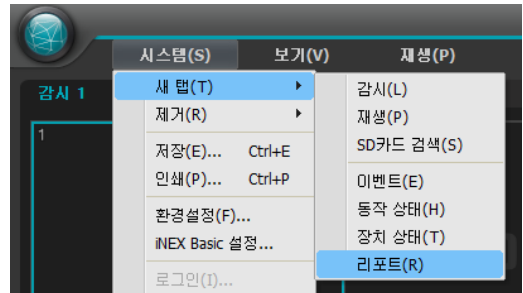 시스템(S) 보기(V) 재생(P)
감시 1
1
새 탭(T)
제거(R)
저장(E)... Ctrl+E
인쇄(P)... Ctrl+P
환경설정(F)...
iNEX Basic 설정...
로그인(I)...
감시(L)
재생(P)
SD카드 검색(S)
이벤트(E)
동작 상태(H)
장치 상태(T)
리포트(R)